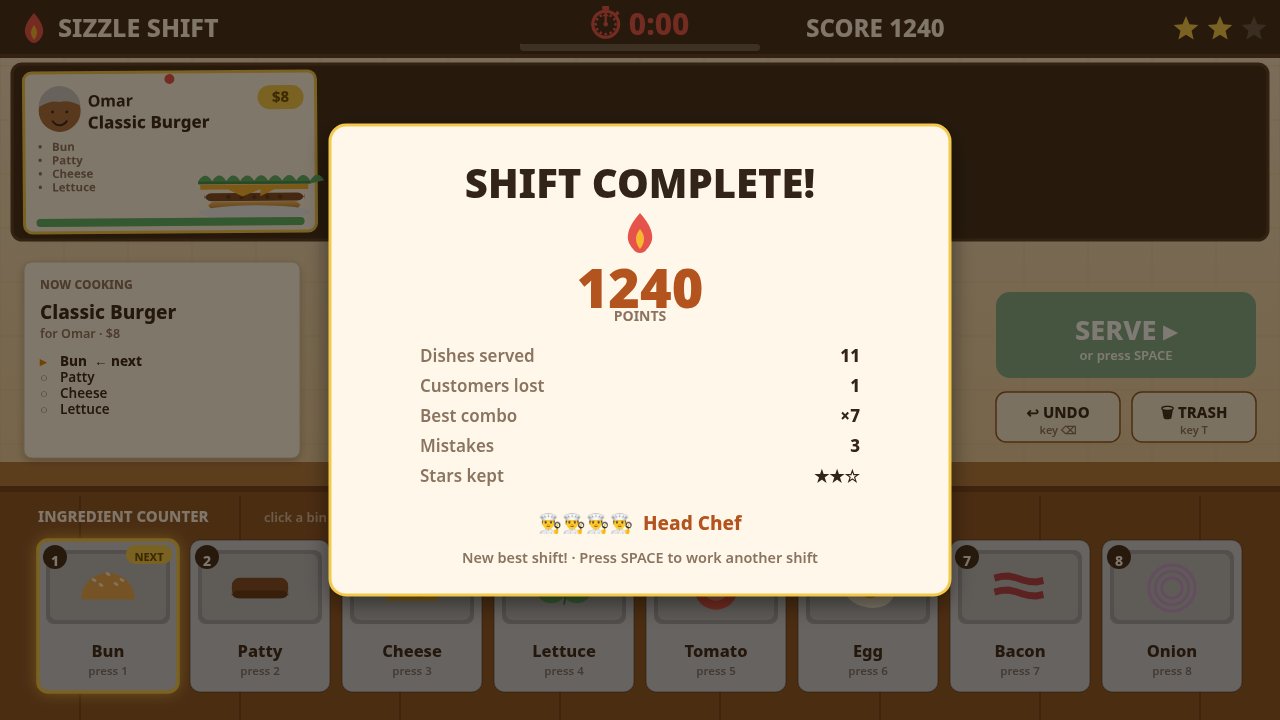 SIZZLE SHIFT
0:00
SCORE 1240
Omar
Classic Burger
$8
• Bun
• Patty
• Cheese
• Lettuce
SHIFT COMPLETE!
1240
POINTS
Dishes served 11
Customers lost 1
Best combo ×7
Mistakes 3
Stars kept ★★☆
Head Chef
New best shift! · Press SPACE to work another shift
NOW COOKING
Classic Burger
for Omar · $8
▸ Bun ← next
○ Patty
○ Cheese
○ Lettuce
SERVE ▸
or press SPACE
↩ UNDO
key ⌫
🗑 TRASH
key T
INGREDIENT COUNTER
click a bin
1
NEXT
Bun
press 1
2
Patty
press 2
Cheese
press 3
Lettuce
press 4
Tomato
press 5
Egg
press 6
7
Bacon
press 7
8
Onion
press 8